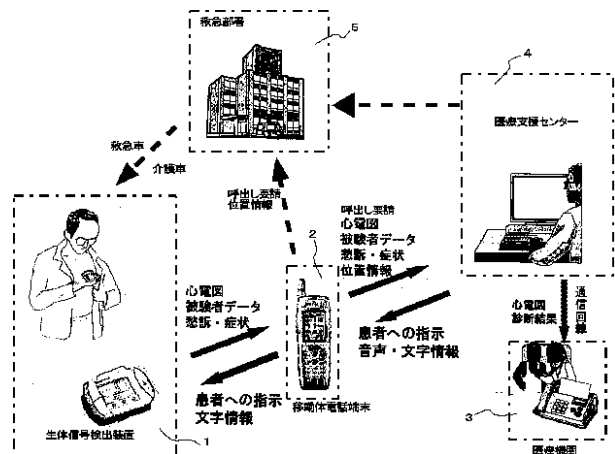 救急部署
5
4
医療支援センター
救急車
介護車
呼出し要請
位置情報
2
呼出し要請
心電図
被験者データ
愁訴・症状
位置情報
心電図
被験者データ
愁訴・症状
患者への指示
音声・文字情報
心電図
診断結果
通信回線
患者への指示
文字情報
移動体電話端末
3
生体信号検出装置
1
医療機関